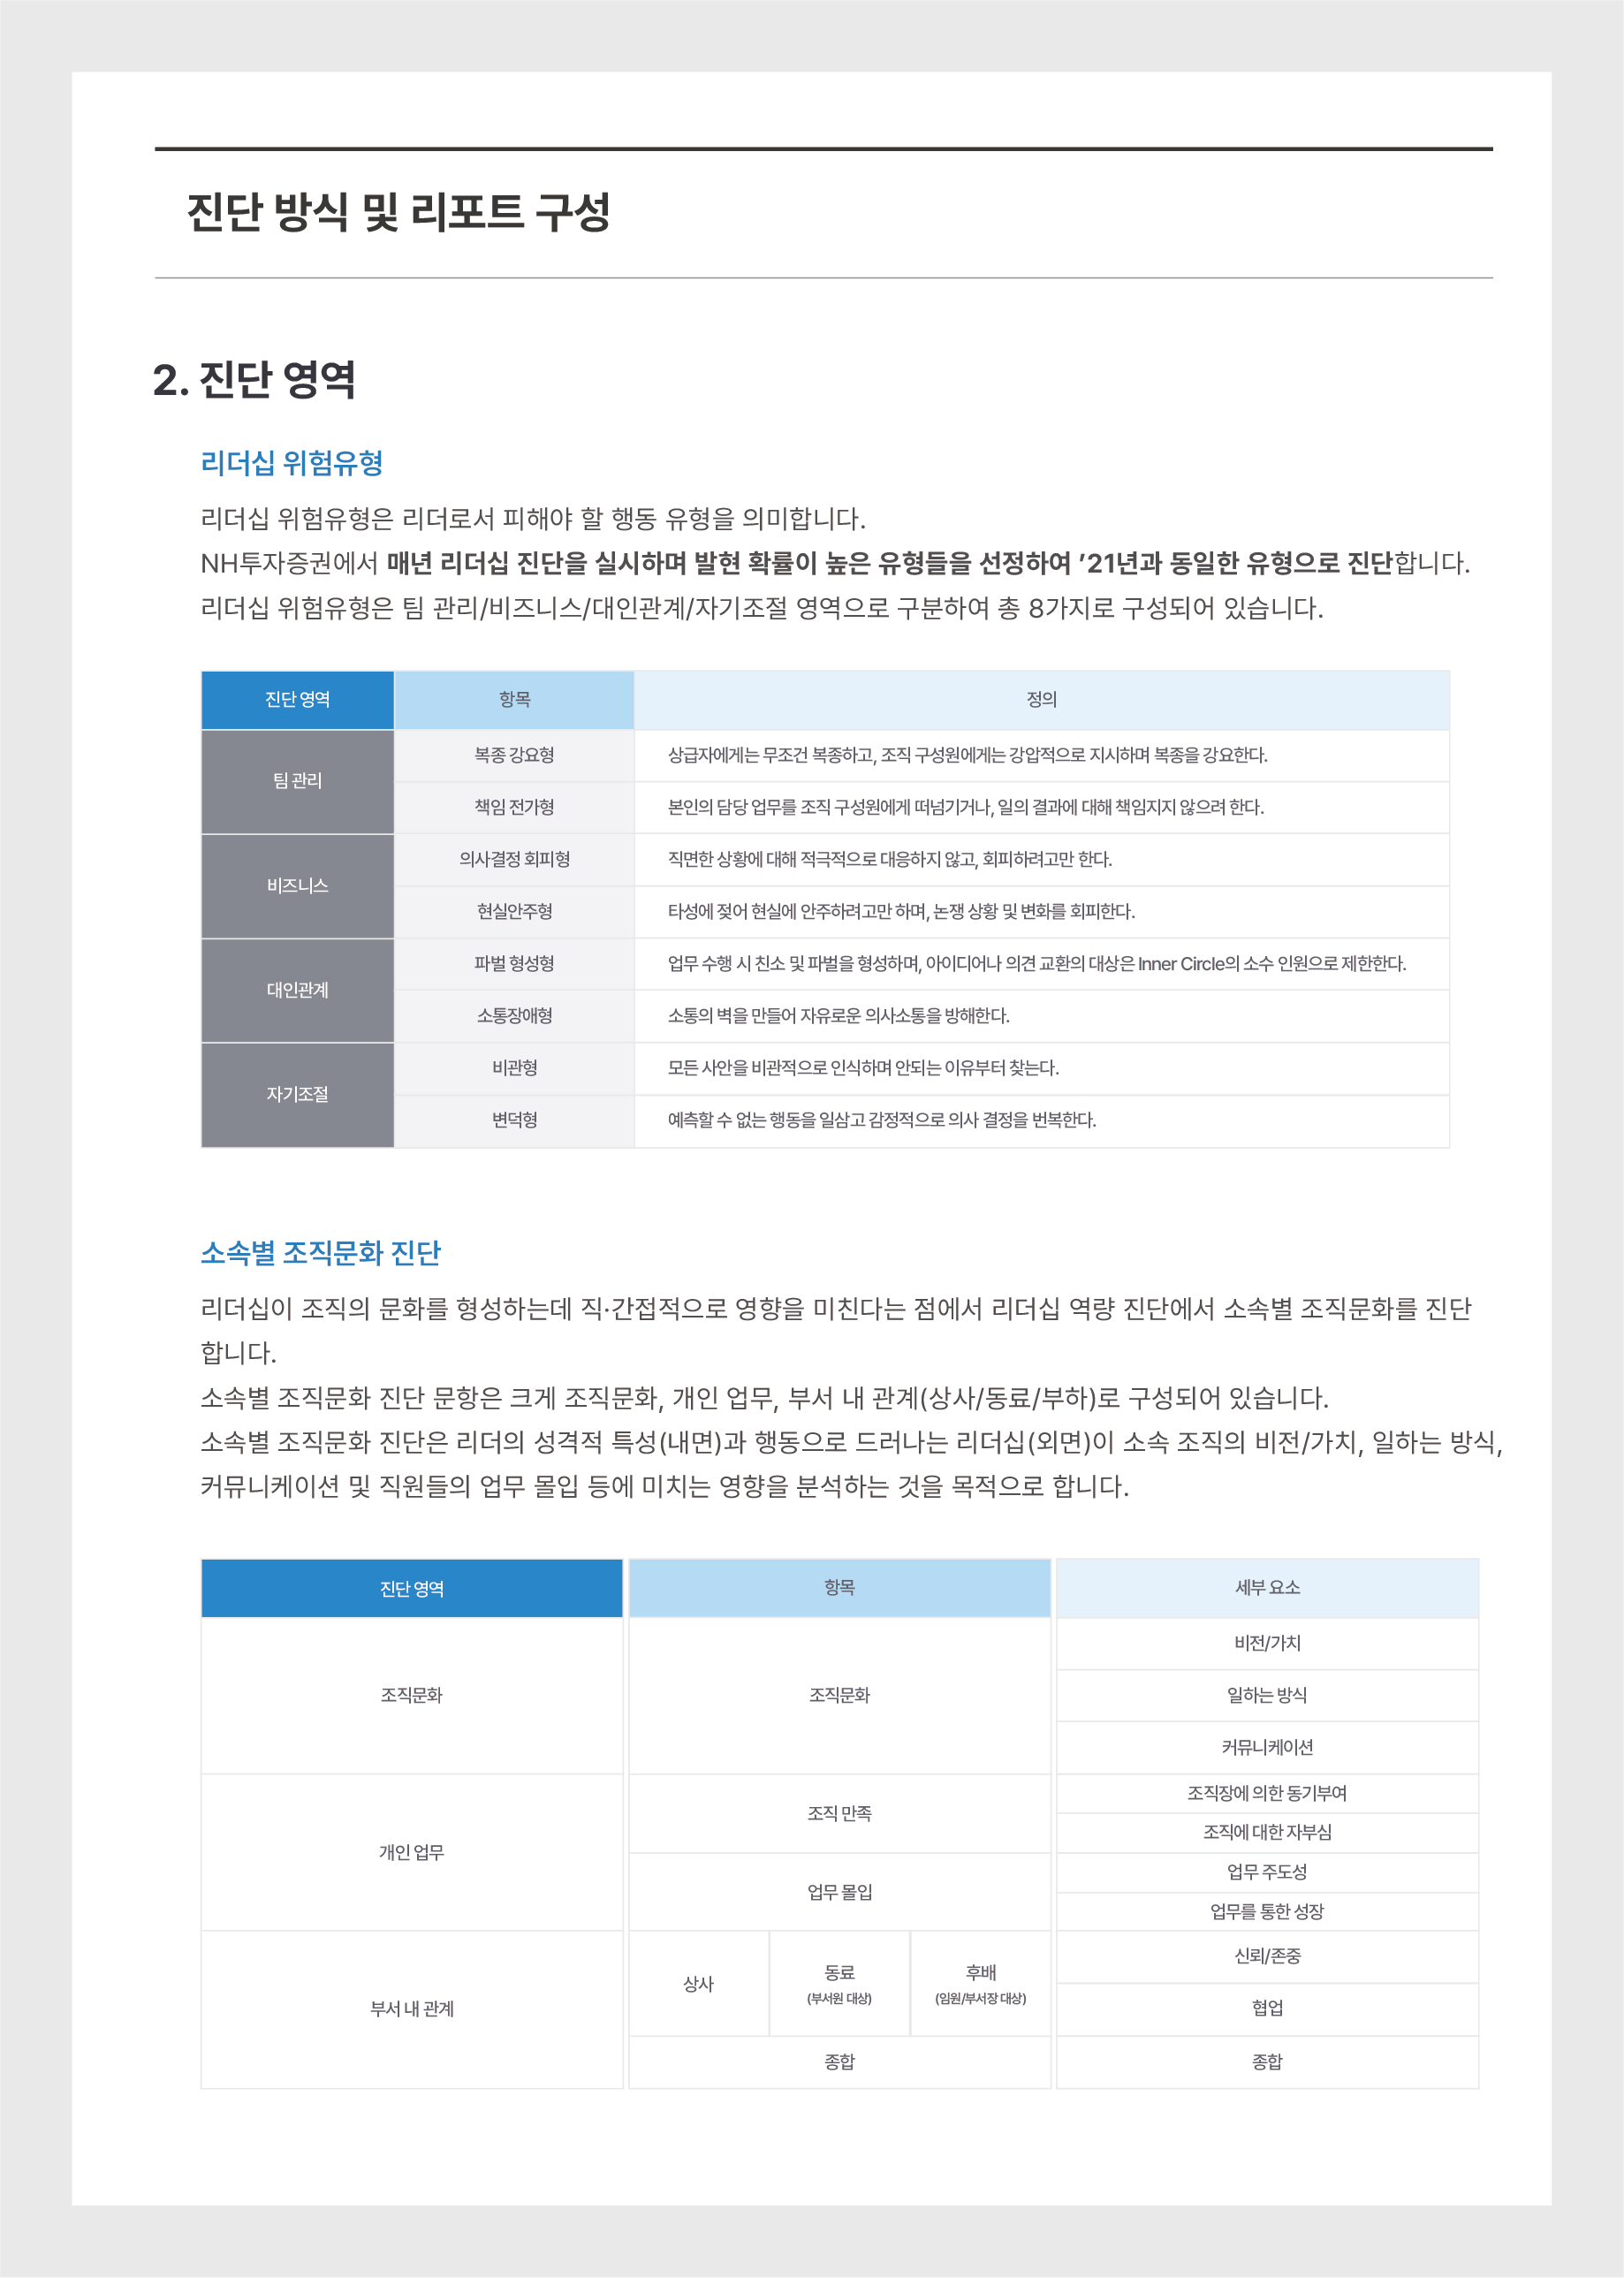 진단 방식 및 리포트 구성
2. 진단 영역
리더십 위험유형
리더십 위험유형은 리더로서 피해야 할 행동 유형을 의미합니다.
NH투자증권에서 매년 리더십 진단을 실시하며 발현 확률이 높은 유형들을 선정하여 ’21년과 동일한 유형으로 진단합니다.
리더십 위험유형은 팀 관리/비즈니스/대인관계/자기조절 영역으로 구분하여 총 8가지로 구성되어 있습니다.
진단 영역 항목 정의
팀 관리
복종 강요형 상급자에게는 무조건 복종하고, 조직 구성원에게는 강압적으로 지시하며 복종을 강요한다.
책임 전가형 본인의 담당 업무를 조직 구성원에게 떠넘기거나, 일의 결과에 대해 책임지지 않으려 한다.
비즈니스
의사결정 회피형 직면한 상황에 대해 적극적으로 대응하지 않고, 회피하려고만 한다.
현실안주형 타성에 젖어 현실에 안주하려고만 하며, 논쟁 상황 및 변화를 회피한다.
대인관계
파벌 형성형 업무 수행 시 친소 및 파벌을 형성하며, 아이디어나 의견 교환의 대상은 Inner Circle의 소수 인원으로 제한한다.
소통장애형 소통의 벽을 만들어 자유로운 의사소통을 방해한다.
자기조절
비관형 모든 사안을 비관적으로 인식하며 안되는 이유부터 찾는다.
변덕형 예측할 수 없는 행동을 일삼고 감정적으로 의사 결정을 번복한다.
소속별 조직문화 진단
리더십이 조직의 문화를 형성하는데 직·간접적으로 영향을 미친다는 점에서 리더십 역량 진단에서 소속별 조직문화를 진단
합니다.
소속별 조직문화 진단 문항은 크게 조직문화, 개인 업무, 부서 내 관계(상사/동료/부하)로 구성되어 있습니다.
소속별 조직문화 진단은 리더의 성격적 특성(내면)과 행동으로 드러나는 리더십(외면)이 소속 조직의 비전/가치, 일하는 방식,
커뮤니케이션 및 직원들의 업무 몰입 등에 미치는 영향을 분석하는 것을 목적으로 합니다.
진단 영역 항목 세부 요소
조직문화
조직문화
비전/가치
일하는 방식
커뮤니케이션
개인 업무
조직 만족
조직장에 의한 동기부여
조직에 대한 자부심
업무 몰입
업무 주도성
업무를 통한 성장
부서 내 관계
상사
동료
(부서원 대상)
후배
(임원/부서장 대상)
신뢰/존중
협업
종합 종합